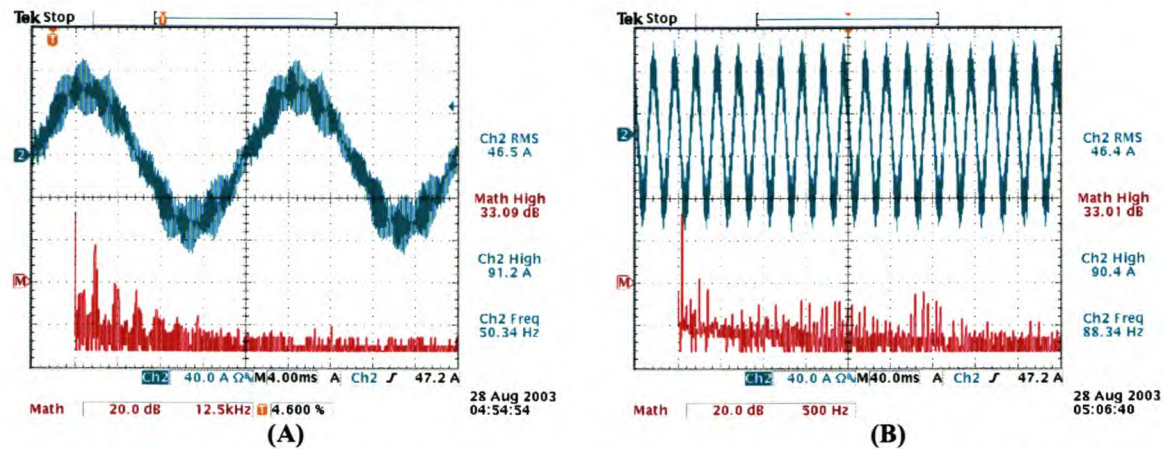 Tek Stop
T
T
2
Ch2 RMS
46.5 A
Math High
33.09 dB
M
Ch2 High
91.2 A
Ch2 Freq
50.34 Hz
Ch2 40.0 A Ω M 4.00ms A Ch2 47.2 A
Math 20.0 dB 12.5kHz T 4.600 %
28 Aug 2003
04:54:54
(A)
Tek Stop
2
Ch2 RMS
46.4 A
Math High
33.01 dB
M
Ch2 High
90.4 A
Ch2 Freq
88.34 Hz
Ch2 40.0 A Ω M 40.0ms A Ch2 47.2 A
Math 20.0 dB 500 Hz
28 Aug 2003
05:06:40
(B)